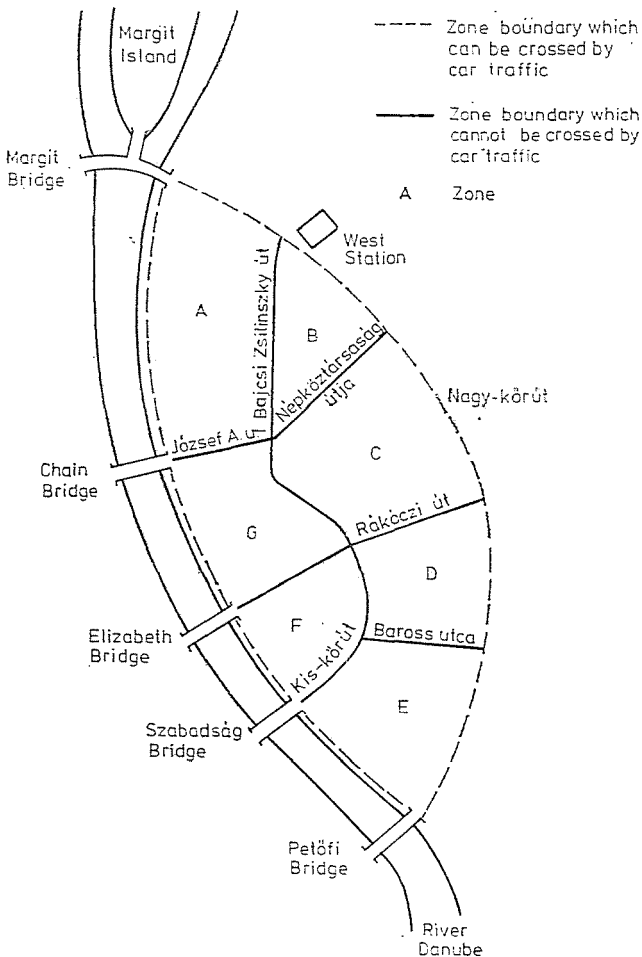 Margit
Island
Zone boundary which
can be crossed by
car traffic
Zone boundary which
cannot be crossed by
car traffic
A Zone
Margit
Bridge
West
Station
A
Bajcsi Zsilinszky út
B
Népköztársaság
útja
Nagy-körút
József A. u.
C
Chain
Bridge
G
Rákóczi út
D
Elizabeth
Bridge
F
Baross utca
Kis-körút
E
Szabadság
Bridge
Petőfi
Bridge
River
Danube